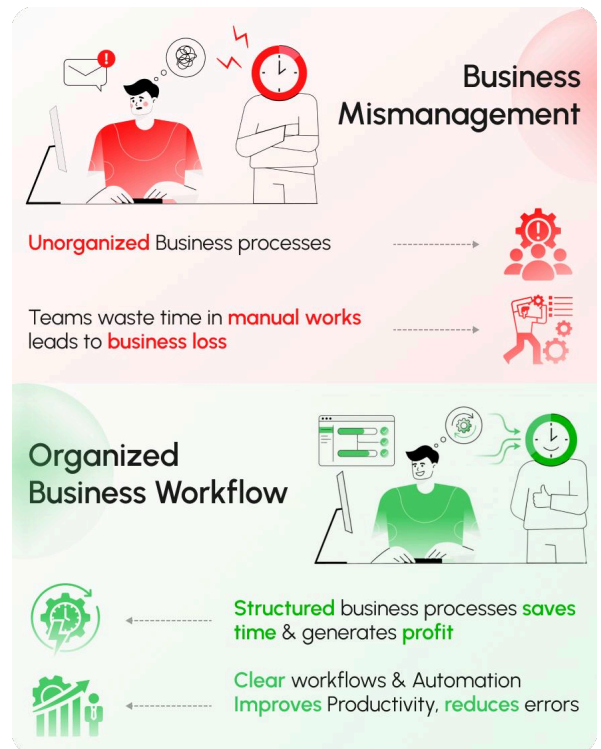 Business
Mismanagement
Unorganized Business processes
Teams waste time in manual works
leads to business loss
Organized
Business Workflow
Structured business processes saves
time & generates profit
Clear workflows & Automation
Improves Productivity, reduces errors